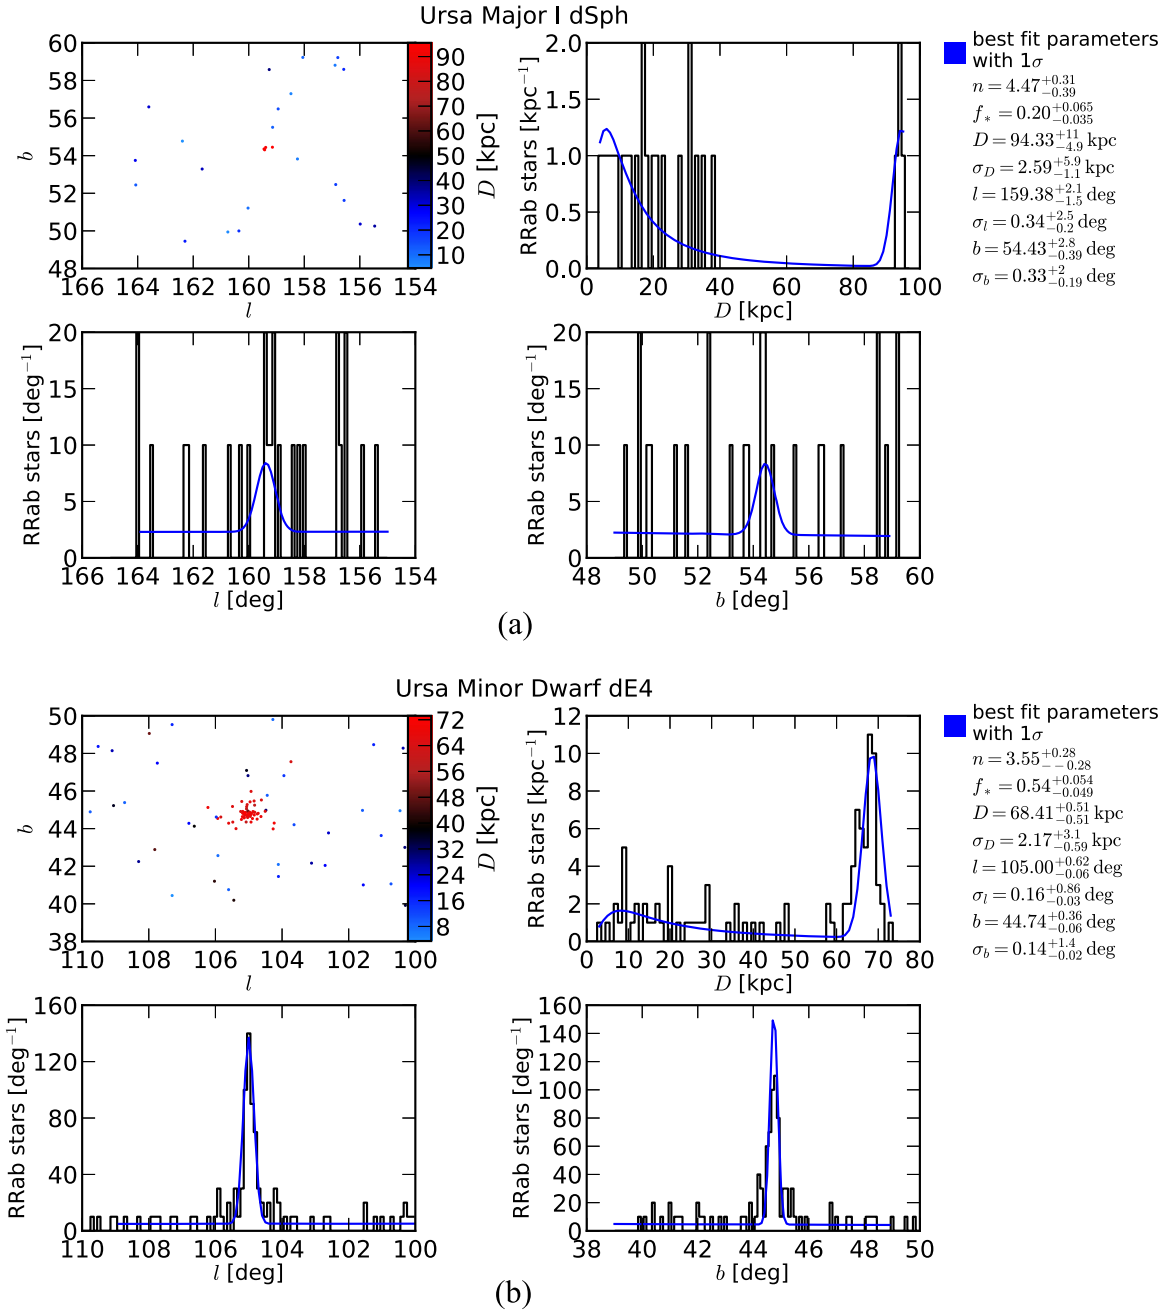 Ursa Major I dSph
60
58
56
54
52
50
48
b
166 164 162 160 158 156 154
l
90
80
70
60
50
40
30
20
10
D [kpc]
2.0
1.5
1.0
0.5
0.0
RRab stars [kpc⁻¹]
0 20 40 60 80 100
D [kpc]
best fit parameters
with 1σ
n = 4.47 +0.31 −0.39
f* = 0.20 +0.065 −0.035
D = 94.33 +11 −4.9 kpc
σ_D = 2.59 +5.9 −1.1 kpc
l = 159.38 +2.1 −1.5 deg
σ_l = 0.34 +2.5 −0.2 deg
b = 54.43 +2.8 −0.39 deg
σ_b = 0.33 +2 −0.19 deg
20
15
10
5
0
RRab stars [deg⁻¹]
166 164 162 160 158 156 154
l [deg]
20
15
10
5
0
RRab stars [deg⁻¹]
48 50 52 54 56 58 60
b [deg]
(a)
Ursa Minor Dwarf dE4
50
48
46
44
42
40
38
b
110 108 106 104 102 100
l
72
64
56
48
40
32
24
16
8
D [kpc]
12
10
8
6
4
2
0
RRab stars [kpc⁻¹]
0 10 20 30 40 50 60 70 80
D [kpc]
best fit parameters
with 1σ
n = 3.55 +0.28 −−0.28
f* = 0.54 +0.054 −0.049
D = 68.41 +0.51 −0.51 kpc
σ_D = 2.17 +3.1 −0.59 kpc
l = 105.00 +0.62 −0.06 deg
σ_l = 0.16 +0.86 −0.03 deg
b = 44.74 +0.36 −0.06 deg
σ_b = 0.14 +1.4 −0.02 deg
160
120
80
40
0
RRab stars [deg⁻¹]
110 108 106 104 102 100
l [deg]
160
140
120
100
80
60
40
20
0
RRab stars [deg⁻¹]
38 40 42 44 46 48 50
b [deg]
(b)